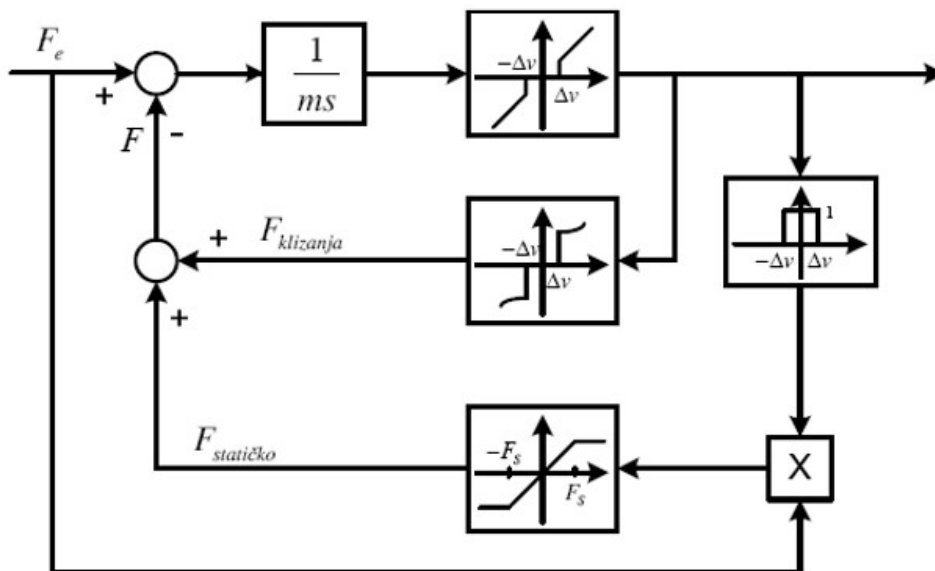 F_e
+
-
F
1
ms
-Δv
Δv
1
-Δv
Δv
+
F_klizanja
-Δv
Δv
+
F_statičko
-F_s
F_s
X